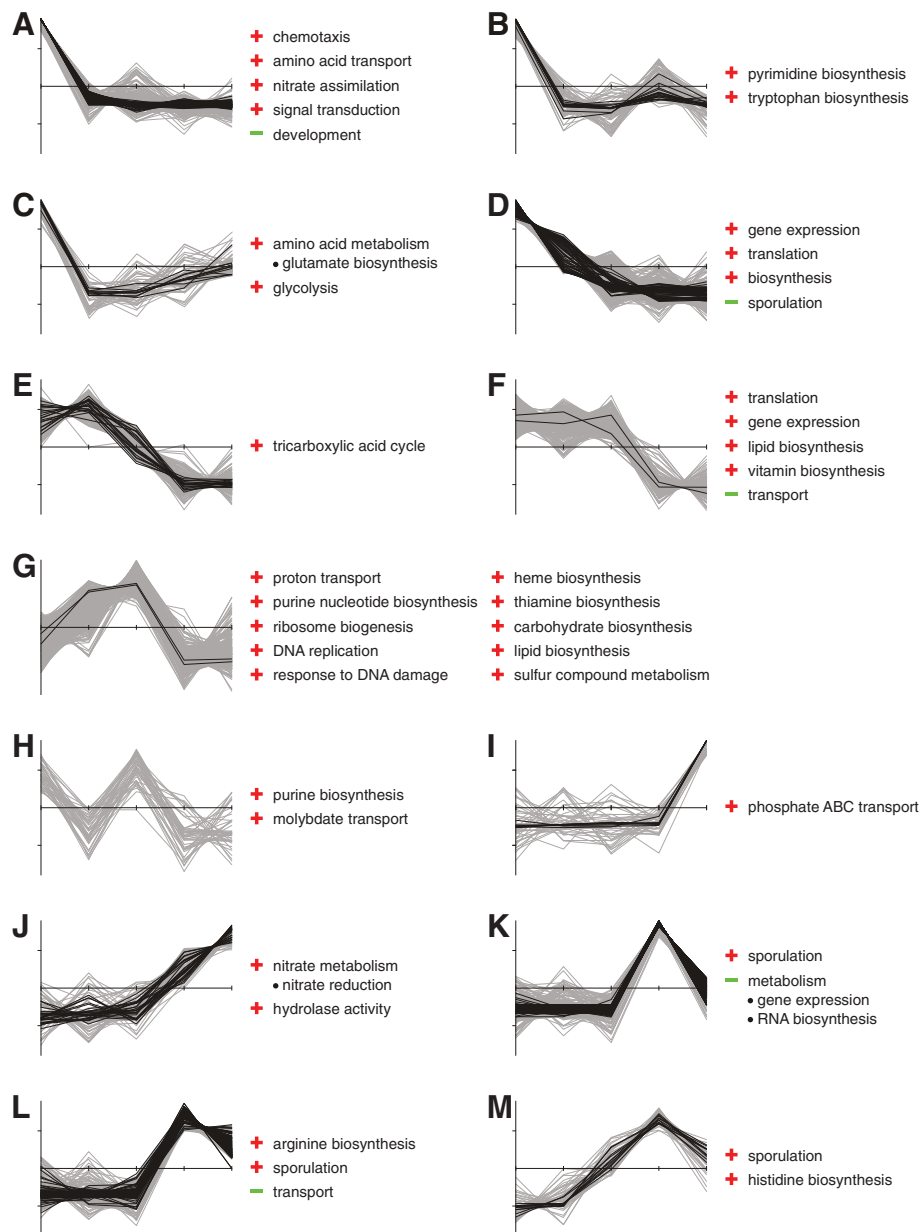 A
+ chemotaxis
+ amino acid transport
+ nitrate assimilation
+ signal transduction
− development
B
+ pyrimidine biosynthesis
+ tryptophan biosynthesis
C
+ amino acid metabolism
• glutamate biosynthesis
+ glycolysis
D
+ gene expression
+ translation
+ biosynthesis
− sporulation
E
+ tricarboxylic acid cycle
F
+ translation
+ gene expression
+ lipid biosynthesis
+ vitamin biosynthesis
− transport
G
+ proton transport
+ purine nucleotide biosynthesis
+ ribosome biogenesis
+ DNA replication
+ response to DNA damage
+ heme biosynthesis
+ thiamine biosynthesis
+ carbohydrate biosynthesis
+ lipid biosynthesis
+ sulfur compound metabolism
H
+ purine biosynthesis
+ molybdate transport
I
+ phosphate ABC transport
J
+ nitrate metabolism
• nitrate reduction
+ hydrolase activity
K
+ sporulation
− metabolism
• gene expression
• RNA biosynthesis
L
+ arginine biosynthesis
+ sporulation
− transport
M
+ sporulation
+ histidine biosynthesis